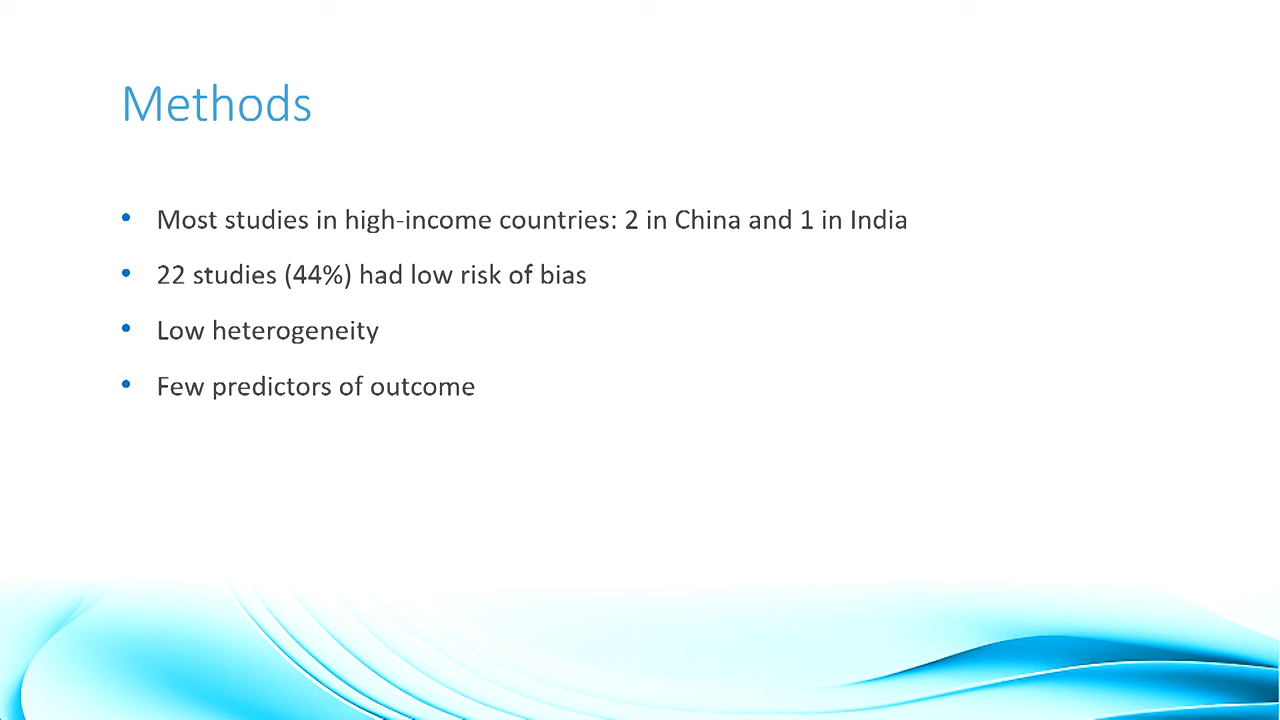 Methods
• Most studies in high-income countries: 2 in China and 1 in India
• 22 studies (44%) had low risk of bias
• Low heterogeneity
• Few predictors of outcome